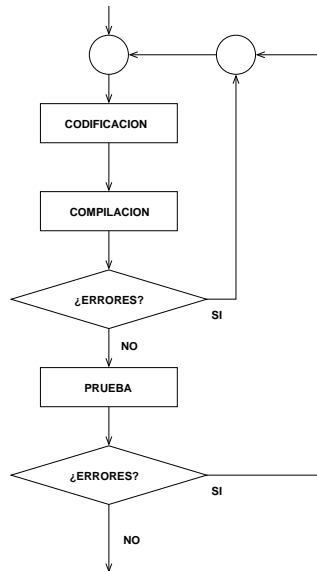 CODIFICACION
COMPILACION
¿ERRORES?
SI
NO
PRUEBA
¿ERRORES?
SI
NO